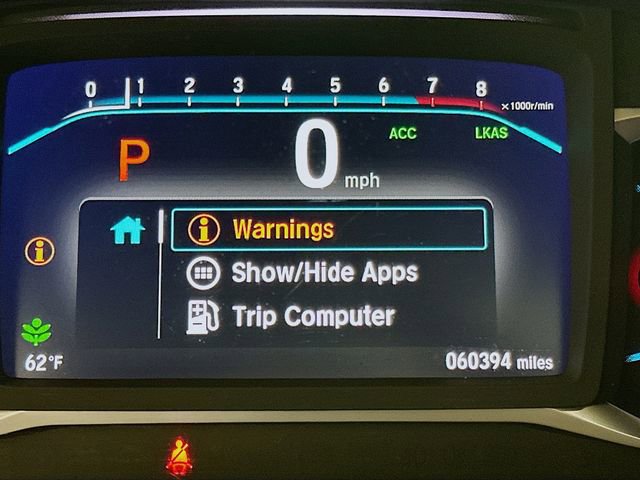 0 1 2 3 4 5 6 7 8 x1000r/min
P 0 mph ACC LKAS
i Warnings
Show/Hide Apps
Trip Computer
i
62°F 060394 miles